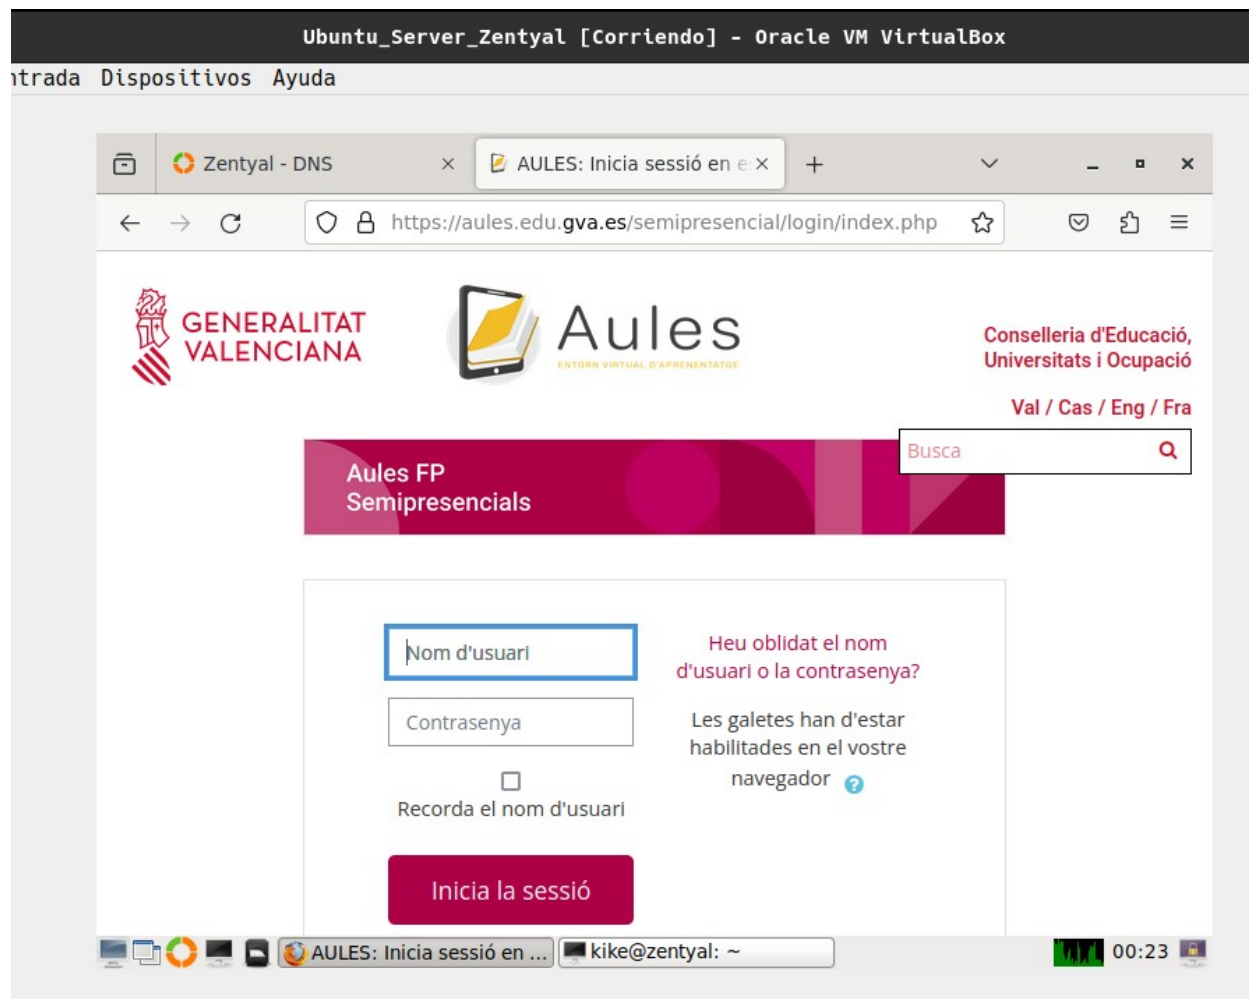 Ubuntu_Server_Zentyal [Corriendo] - Oracle VM VirtualBox
ntrada Dispositivos Ayuda
Zentyal - DNS
AULES: Inicia sessió en e
https://aules.edu.gva.es/semipresencial/login/index.php
GENERALITAT
VALENCIANA
Aules
ENTORN VIRTUAL D'APRENENTATGE
Conselleria d'Educació,
Universitats i Ocupació
Val / Cas / Eng / Fra
Busca
Aules FP
Semipresencials
Nom d'usuari
Contrasenya
Recorda el nom d'usuari
Inicia la sessió
Heu oblidat el nom
d'usuari o la contrasenya?
Les galetes han d'estar
habilitades en el vostre
navegador
AULES: Inicia sessió en ...
kike@zentyal: ~
00:23